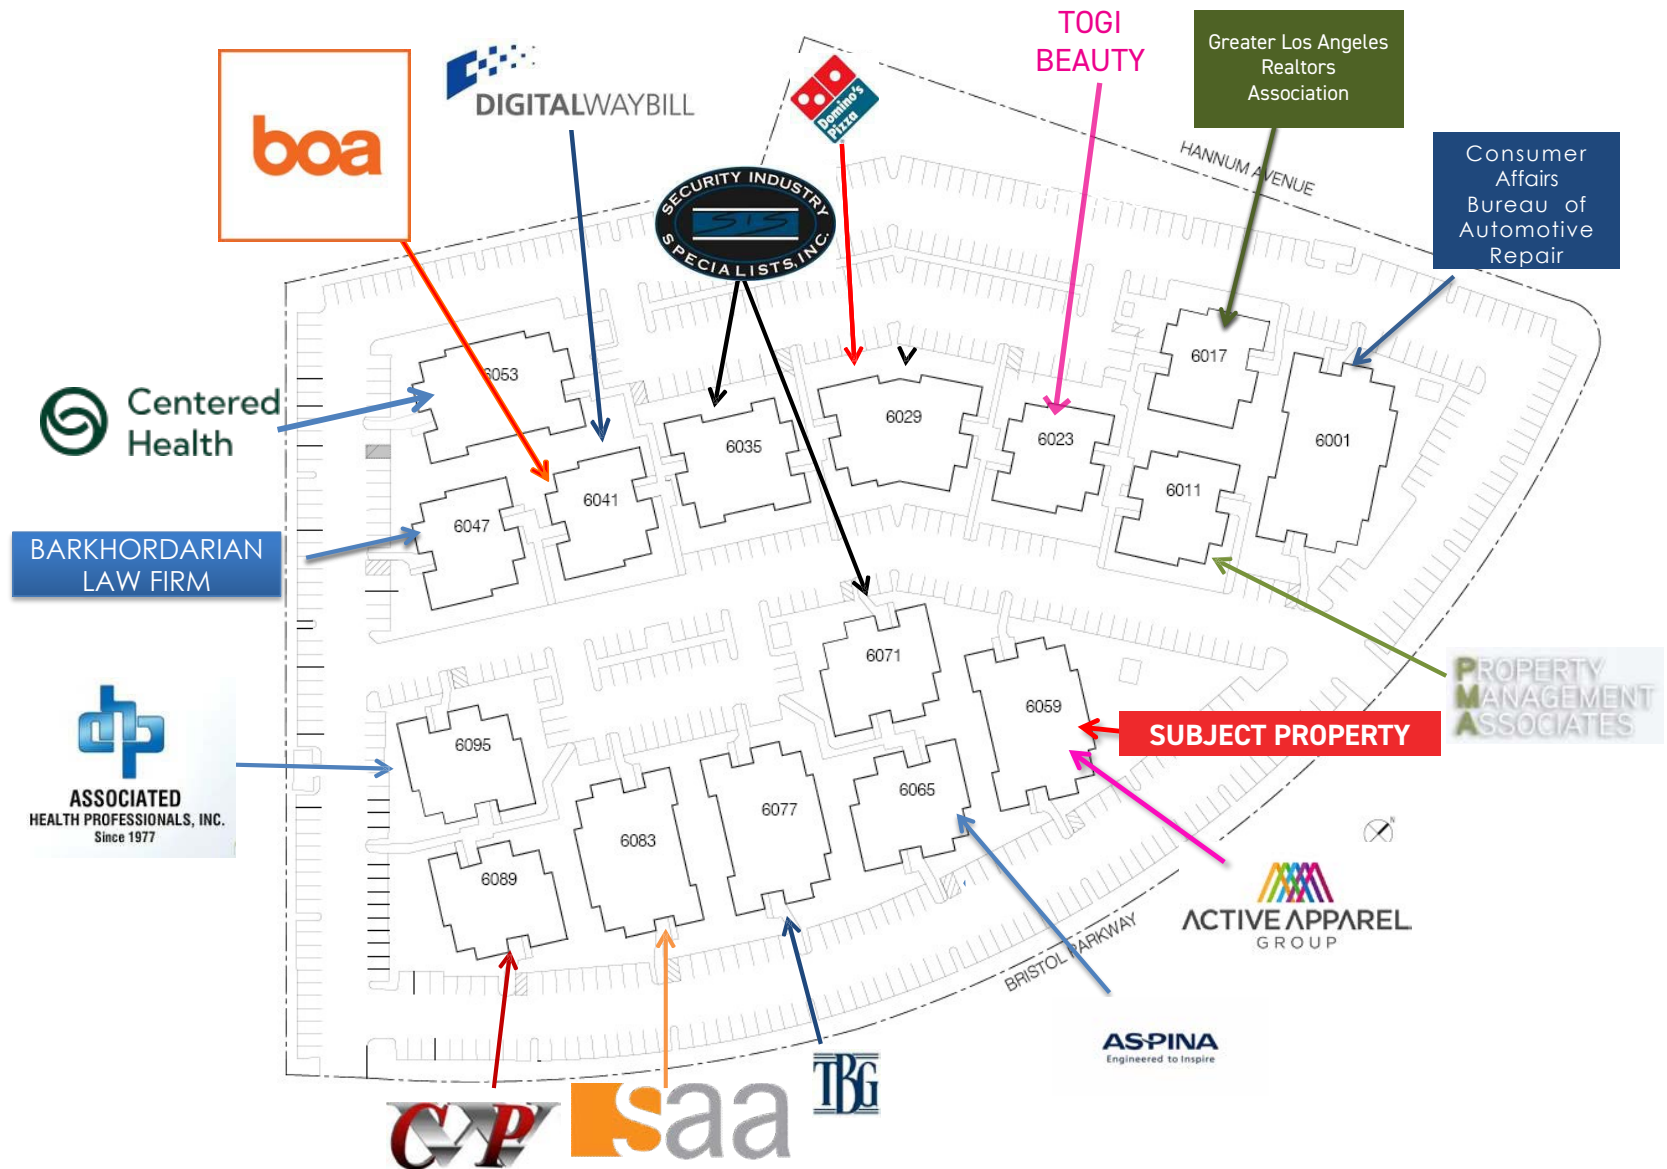 TOGI
BEAUTY
Greater Los Angeles
Realtors
Association
boa
DIGITALWAYBILL
Domino's
Pizza
HANNUM AVENUE
Consumer
Affairs
Bureau of
Automotive
Repair
SECURITY INDUSTRY
SIS
SPECIALISTS, INC.
Centered
Health
6053
6017
6029
6001
6035
6023
6041
6011
6047
BARKHORDARIAN
LAW FIRM
6071
PROPERTY
MANAGEMENT
ASSOCIATES
6059
SUBJECT PROPERTY
ahp
ASSOCIATED
HEALTH PROFESSIONALS, INC.
Since 1977
6095
6065
6077
6083
6089
N
ACTIVE APPAREL
GROUP
BRISTOL PARKWAY
ASPINA
Engineered to Inspire
TBG
CVP
saa